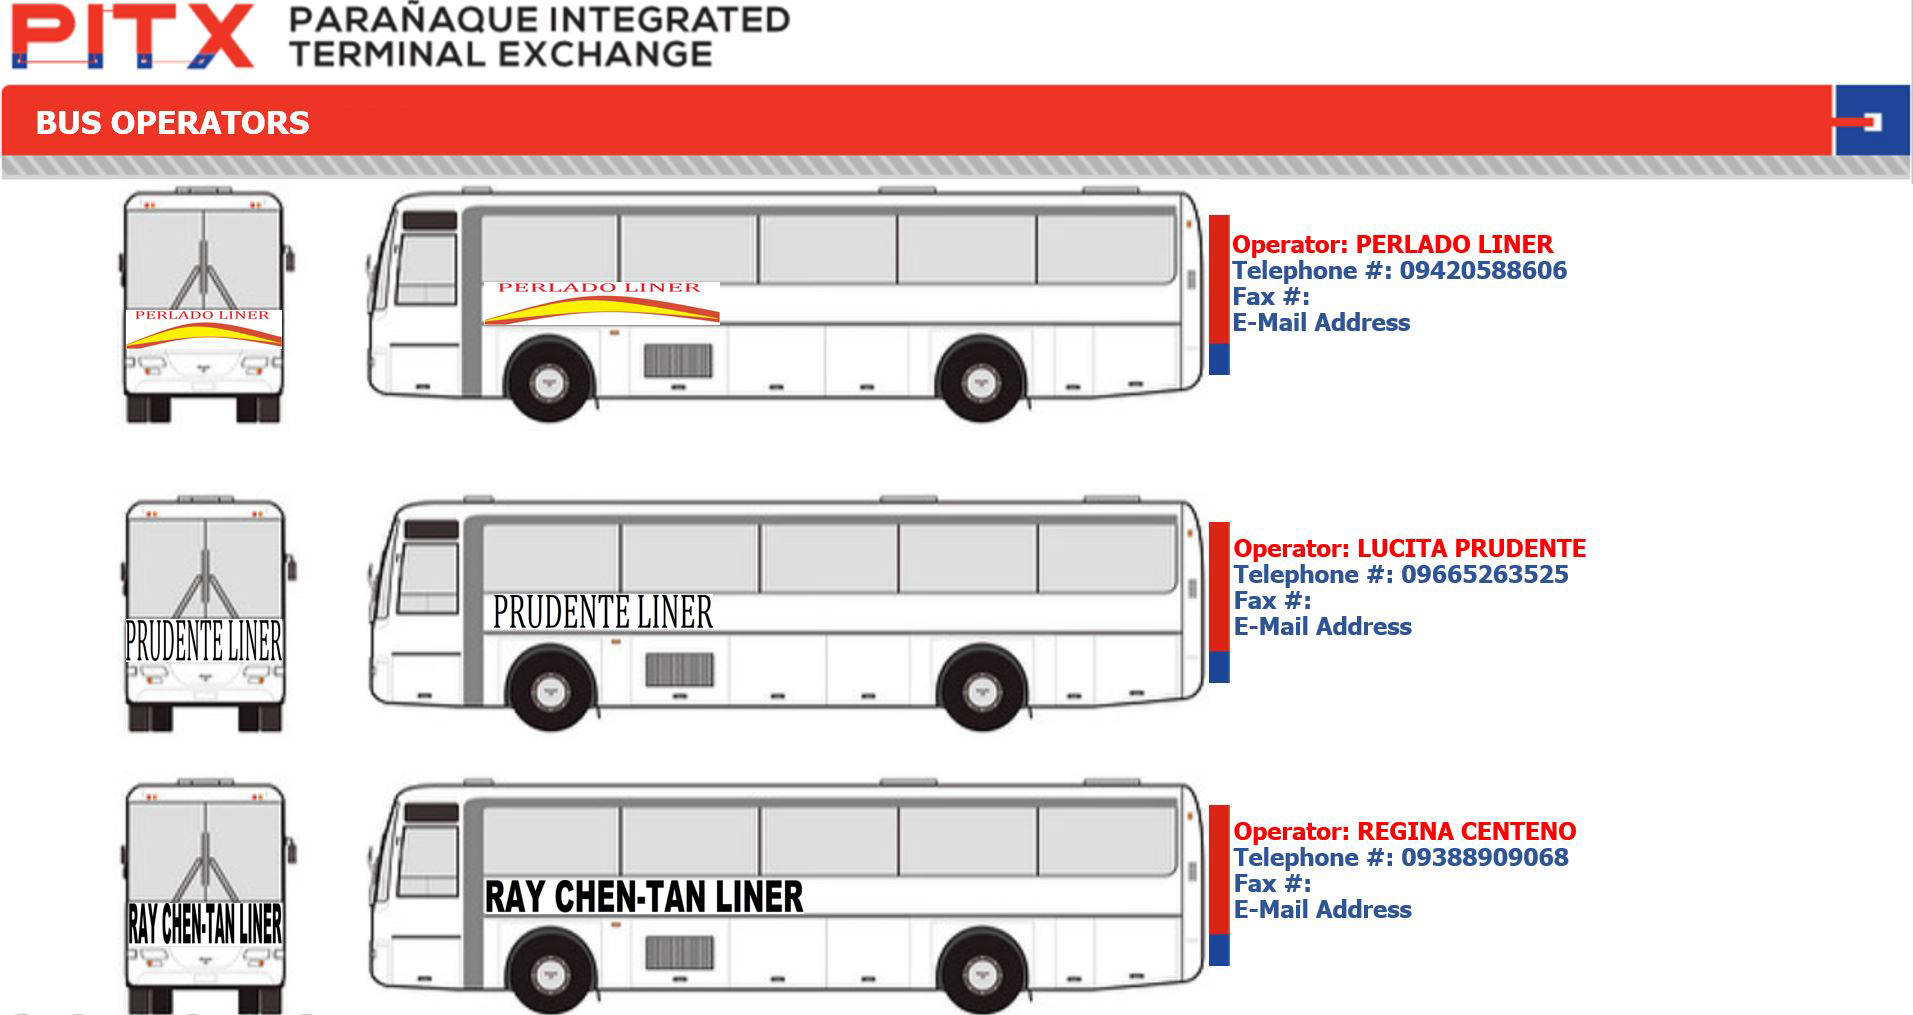 PITX PARAÑAQUE INTEGRATED
TERMINAL EXCHANGE
BUS OPERATORS
PERLADO LINER
PERLADO LINER
Operator: PERLADO LINER
Telephone #: 09420588606
Fax #:
E-Mail Address
PRUDENTE LINER
PRUDENTE LINER
Operator: LUCITA PRUDENTE
Telephone #: 09665263525
Fax #:
E-Mail Address
RAY CHEN-TAN LINER
RAY CHEN-TAN LINER
Operator: REGINA CENTENO
Telephone #: 09388909068
Fax #:
E-Mail Address